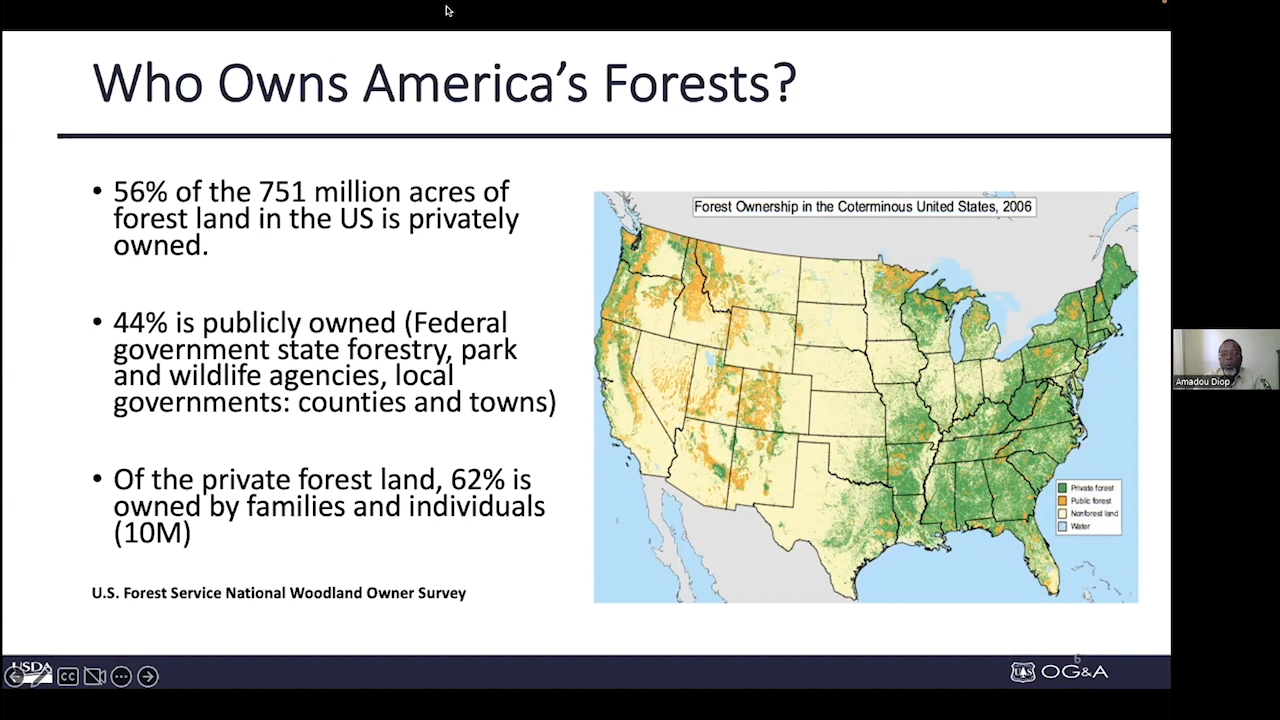 Who Owns America's Forests?
• 56% of the 751 million acres of
forest land in the US is privately
owned.
• 44% is publicly owned (Federal
government state forestry, park
and wildlife agencies, local
governments: counties and towns)
• Of the private forest land, 62% is
owned by families and individuals
(10M)
U.S. Forest Service National Woodland Owner Survey
Forest Ownership in the Coterminous United States, 2006
Private forest
Public forest
Nonforest land
Water
Amadou Diop
USDA
CC
6
UAS
OG&A